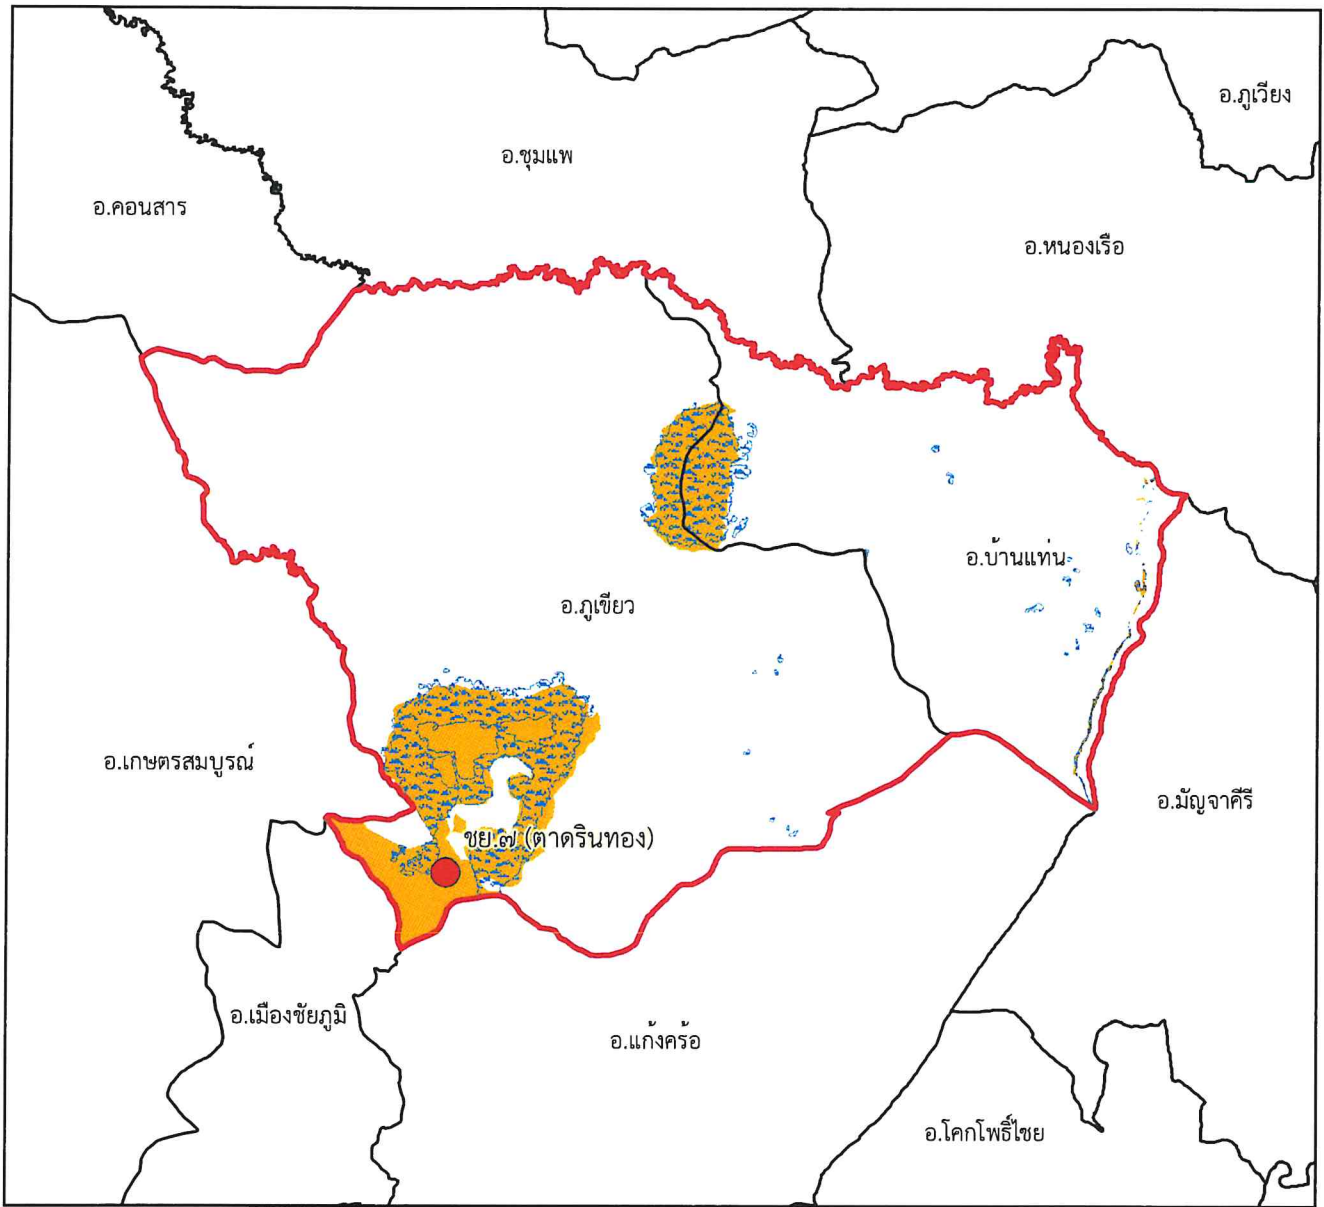 อ.ภูเวียง
อ.ชุมแพ
อ.คอนสาร
อ.หนองเรือ
อ.บ้านแท่น
อ.ภูเขียว
อ.เกษตรสมบูรณ์
อ.มัญจาคีรี
ชย.๗ (ตาดรินทอง)
อ.เมืองชัยภูมิ
อ.แก้งคร้อ
อ.โคกโพธิ์ไชย